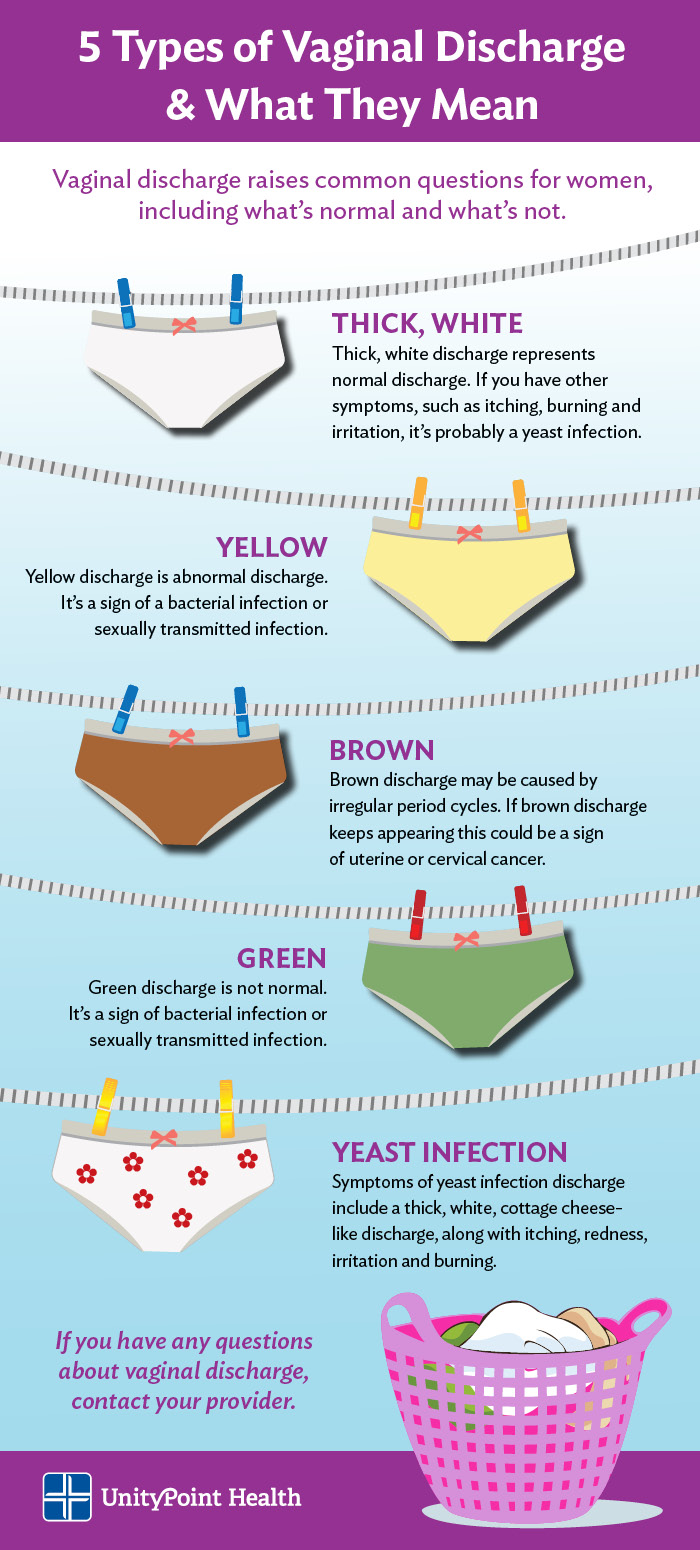 5 Types of Vaginal Discharge
& What They Mean
Vaginal discharge raises common questions for women,
including what's normal and what's not.
THICK, WHITE
Thick, white discharge represents
normal discharge. If you have other
symptoms, such as itching, burning and
irritation, it's probably a yeast infection.
YELLOW
Yellow discharge is abnormal discharge.
It's a sign of a bacterial infection or
sexually transmitted infection.
BROWN
Brown discharge may be caused by
irregular period cycles. If brown discharge
keeps appearing this could be a sign
of uterine or cervical cancer.
GREEN
Green discharge is not normal.
It's a sign of bacterial infection or
sexually transmitted infection.
YEAST INFECTION
Symptoms of yeast infection discharge
include a thick, white, cottage cheese-
like discharge, along with itching, redness,
irritation and burning.
If you have any questions
about vaginal discharge,
contact your provider.
UnityPoint Health